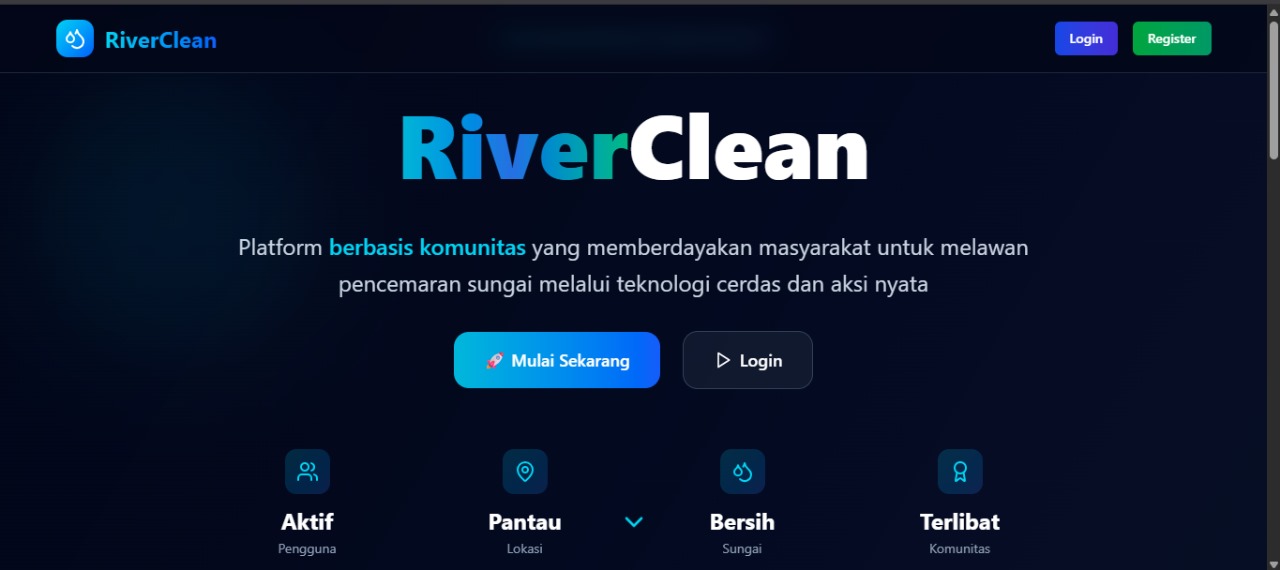 RiverClean
Login
Register
RiverClean
Platform berbasis komunitas yang memberdayakan masyarakat untuk melawan
pencemaran sungai melalui teknologi cerdas dan aksi nyata
🚀 Mulai Sekarang
Login
Aktif
Pengguna
Pantau
Lokasi
Bersih
Sungai
Terlibat
Komunitas